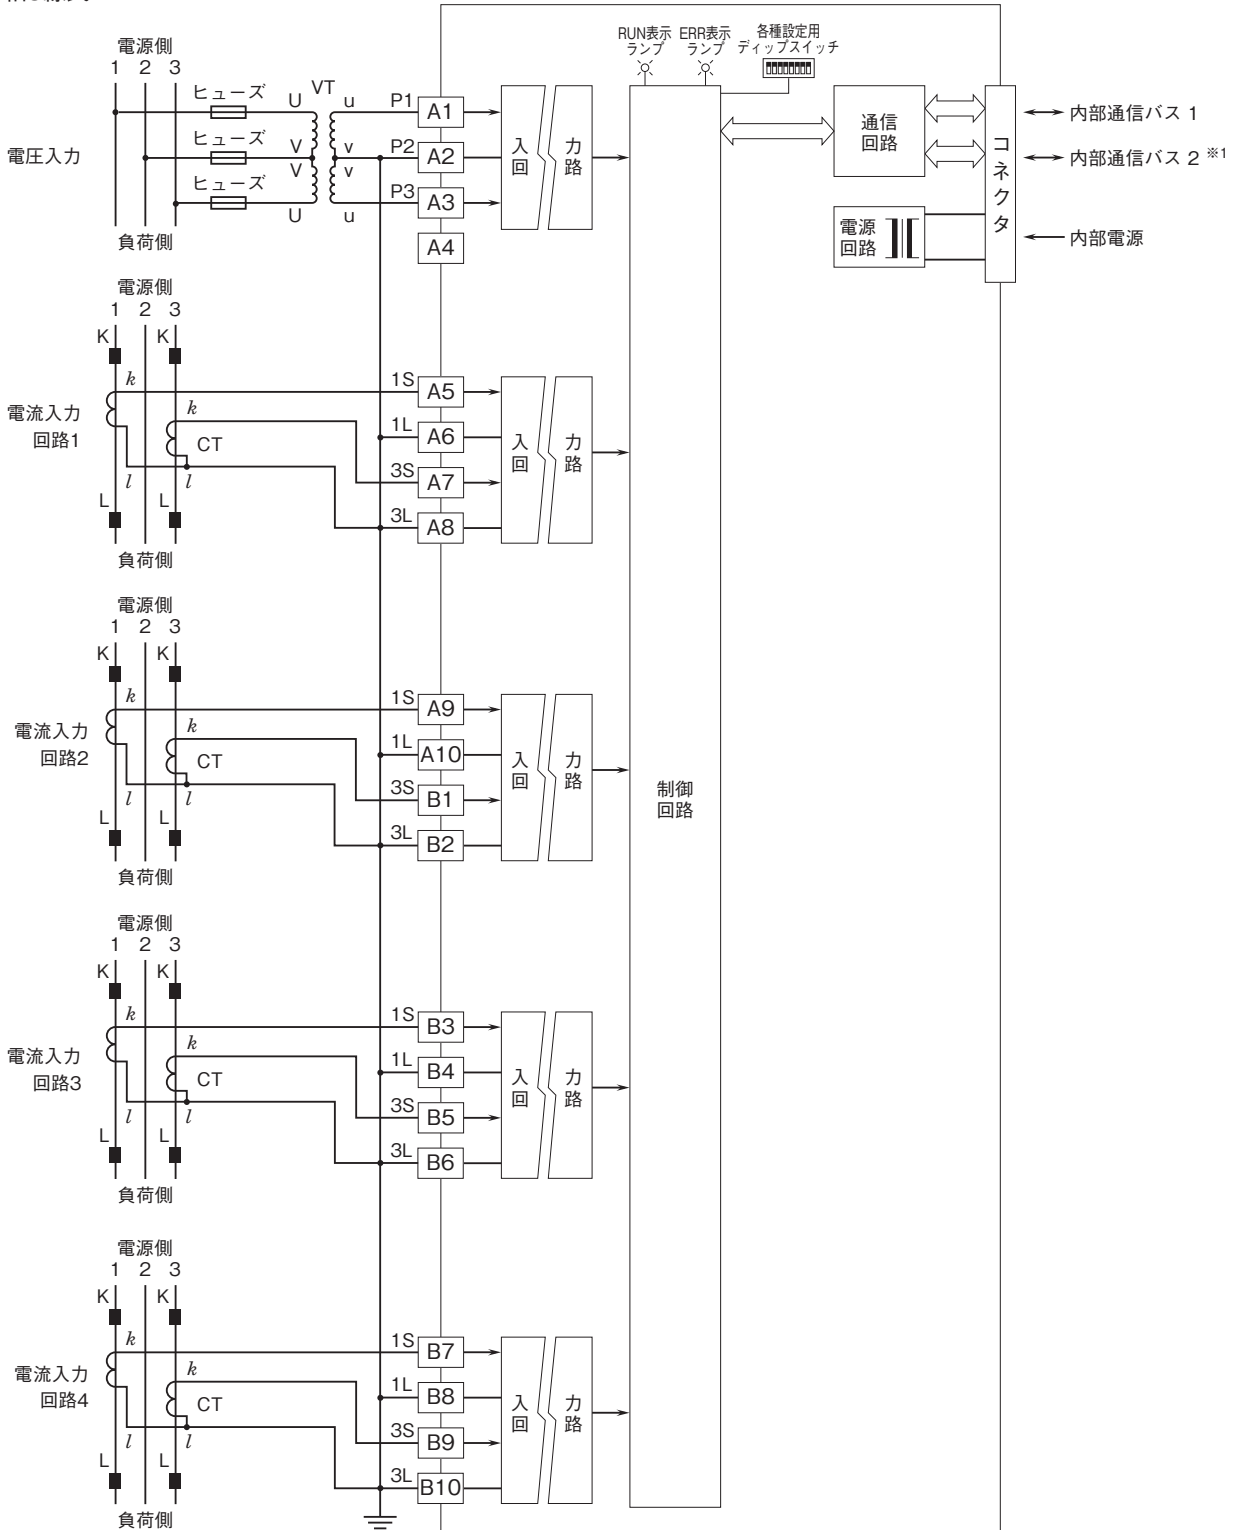 RUN表示
ランプ
ERR表示
ランプ
各種設定用
ディップスイッチ
電源側
1 2 3
ヒューズ
U
VT
u
P1
A1
ヒューズ
V
v
P2
A2
電圧入力
V
v
ヒューズ
U
u
P3
A3
負荷側
A4
入力
回路
通信
回路
コネクタ
内部通信バス 1
内部通信バス 2 ※1
電源
回路
内部電源
制御
回路
電源側
1 2 3
K K
k
1S
A5
電流入力
回路1
k
CT
1L
A6
l l
3S
A7
L L
3L
A8
負荷側
入力
回路
電源側
1 2 3
K K
k
1S
A9
電流入力
回路2
k
CT
1L
A10
l l
3S
B1
L L
3L
B2
負荷側
入力
回路
電源側
1 2 3
K K
k
1S
B3
電流入力
回路3
k
CT
1L
B4
l l
3S
B5
L L
3L
B6
負荷側
入力
回路
電源側
1 2 3
K K
k
1S
B7
電流入力
回路4
k
CT
1L
B8
l l
3S
B9
L L
3L
B10
負荷側
入力
回路